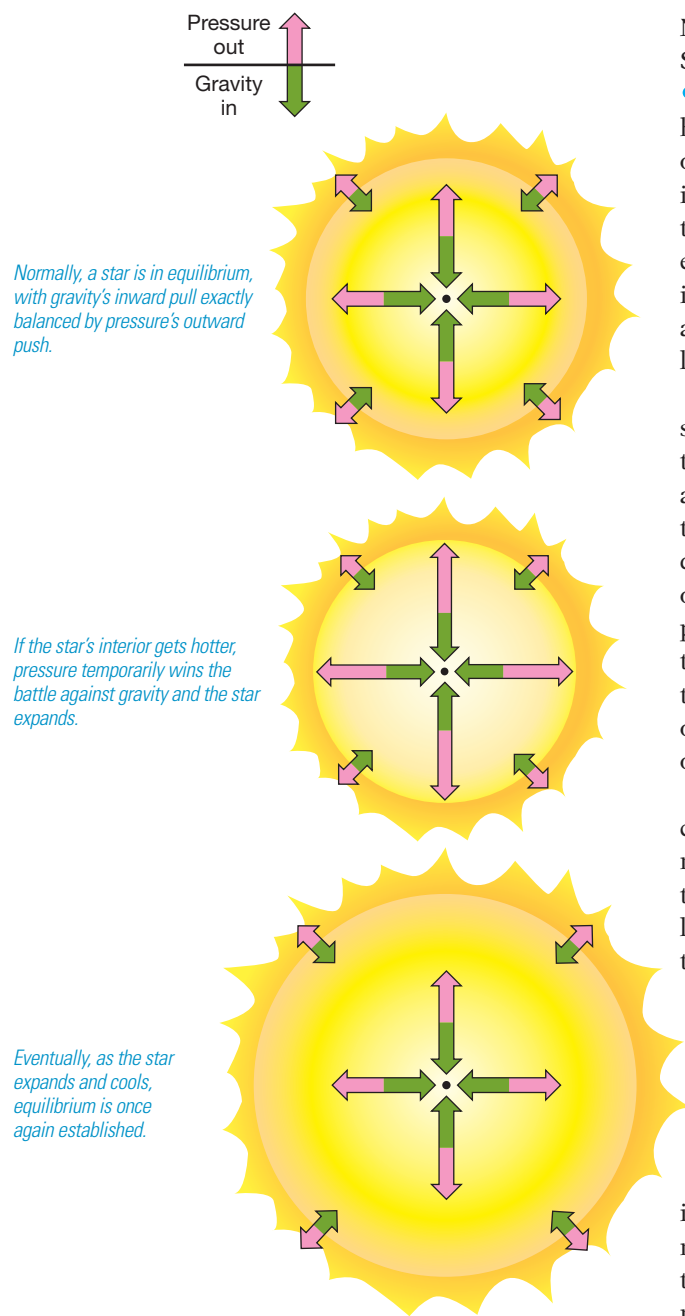 Pressure
out
Gravity
in
Normally, a star is in equilibrium,
with gravity's inward pull exactly
balanced by pressure's outward
push.
If the star's interior gets hotter,
pressure temporarily wins the
battle against gravity and the star
expands.
Eventually, as the star
expands and cools,
equilibrium is once
again established.